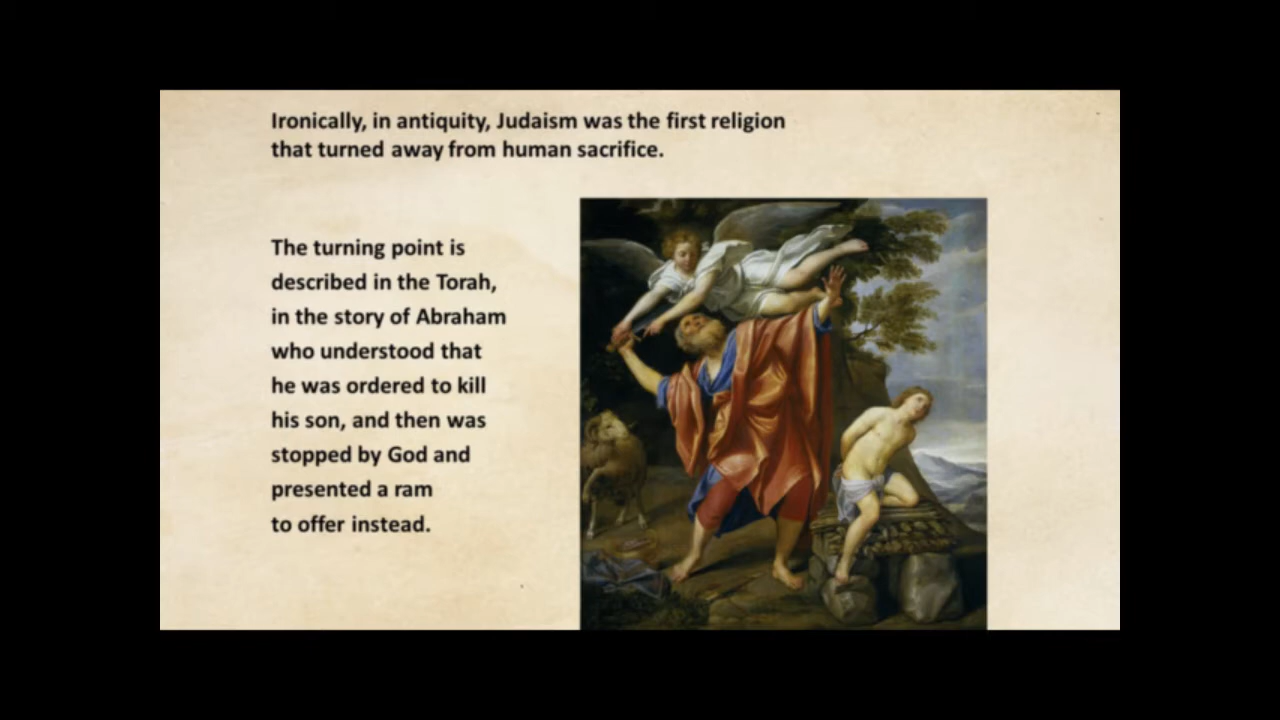 Ironically, in antiquity, Judaism was the first religion
that turned away from human sacrifice.
The turning point is
described in the Torah,
in the story of Abraham
who understood that
he was ordered to kill
his son, and then was
stopped by God and
presented a ram
to offer instead.